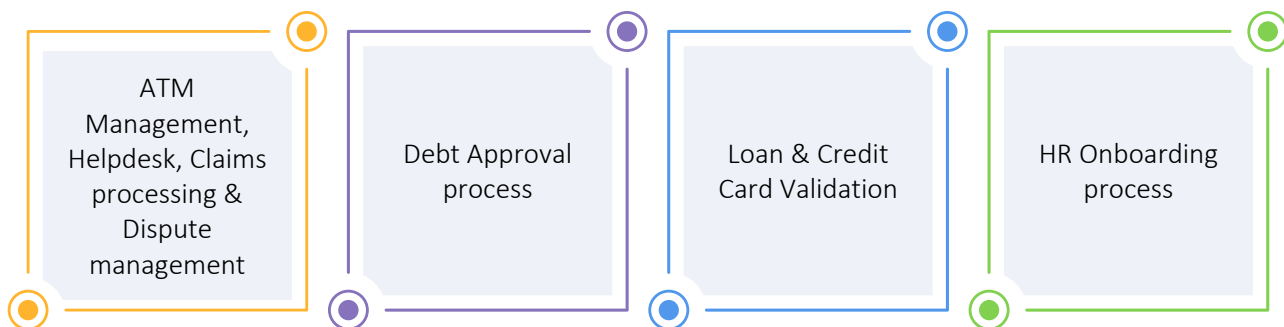 ATM
Management,
Helpdesk, Claims
processing &
Dispute
management
Debt Approval
process
Loan & Credit
Card Validation
HR Onboarding
process